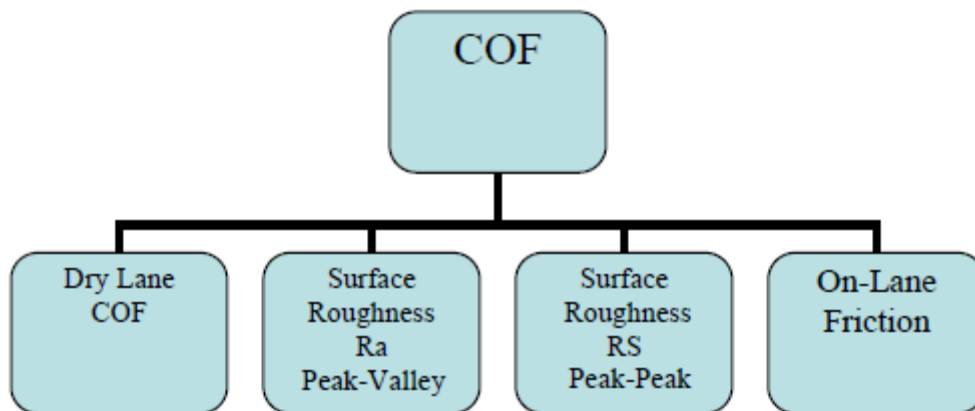 COF
Dry Lane
COF
Surface
Roughness
Ra
Peak-Valley
Surface
Roughness
RS
Peak-Peak
On-Lane
Friction